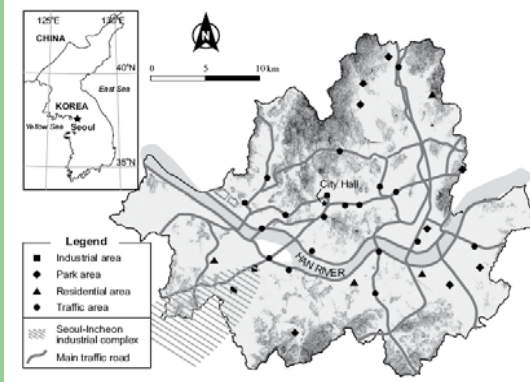 125°E
130°E
CHINA
40°N
East Sea
KOREA
Yellow Sea
Seoul
35°N
N
0 5 10 km
City Hall
HAN RIVER
Legend
Industrial area
Park area
Residential area
Traffic area
Seoul-Incheon
industrial complex
Main traffic road